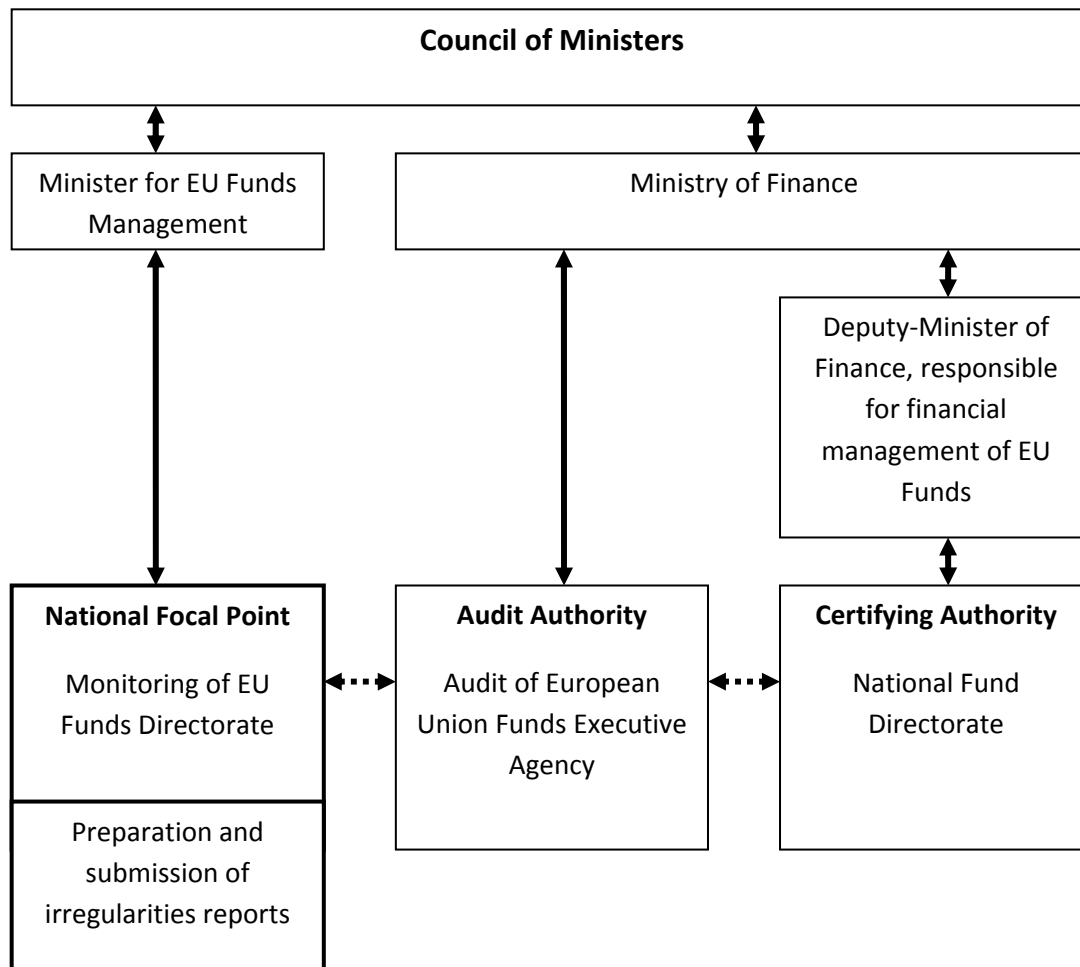 Council of Ministers
Minister for EU Funds
Management
Ministry of Finance
Deputy-Minister of
Finance, responsible
for financial
management of EU
Funds
National Focal Point
Monitoring of EU
Funds Directorate
Preparation and
submission of
irregularities reports
Audit Authority
Audit of European
Union Funds Executive
Agency
Certifying Authority
National Fund
Directorate